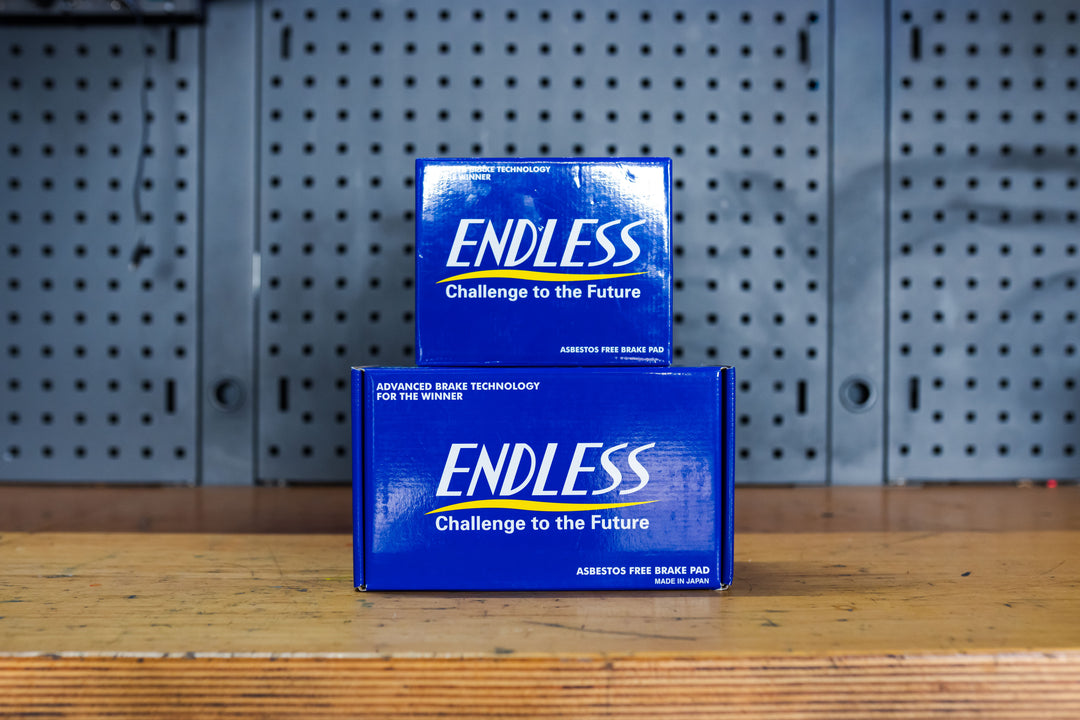 BRAKE TECHNOLOGY
WINNER
ENDLESS
Challenge to the Future
ASBESTOS FREE BRAKE PAD
ADVANCED BRAKE TECHNOLOGY
FOR THE WINNER
ENDLESS
Challenge to the Future
ASBESTOS FREE BRAKE PAD
MADE IN JAPAN